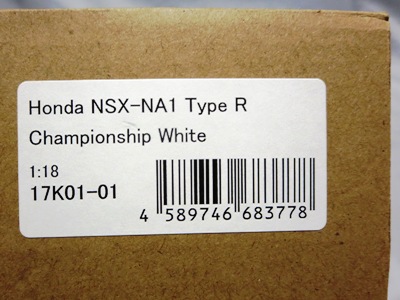 Honda NSX-NA1 Type R
Championship White
1:18
17K01-01
4 589746 683778